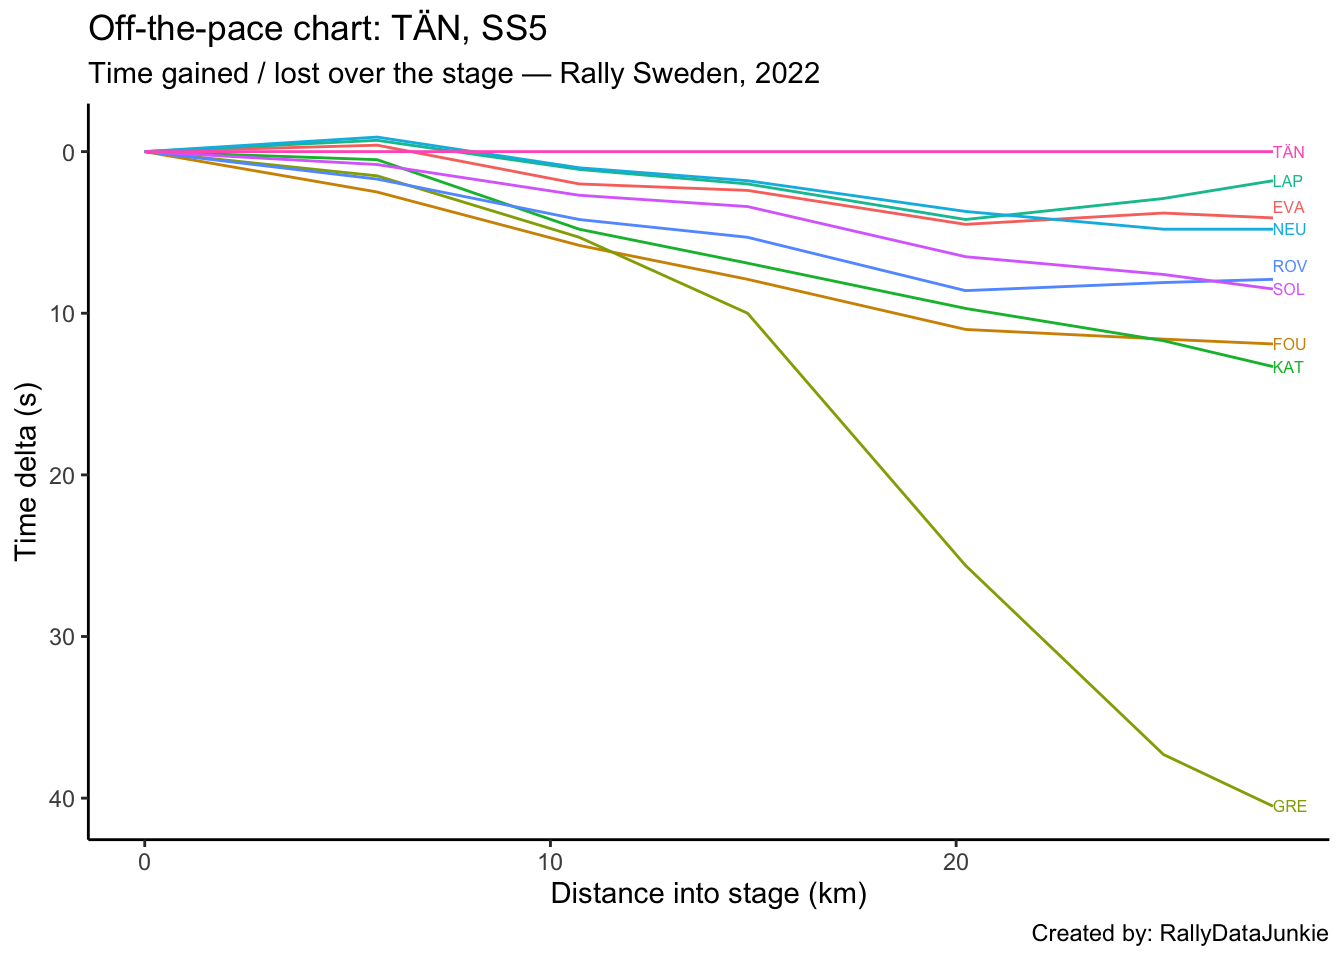 Off-the-pace chart: TÄN, SS5
Time gained / lost over the stage — Rally Sweden, 2022
0
10
20
30
40
Time delta (s)
TÄN
LAP
EVA
NEU
ROV
SOL
FOU
KAT
GRE
0
10
20
Distance into stage (km)
Created by: RallyDataJunkie